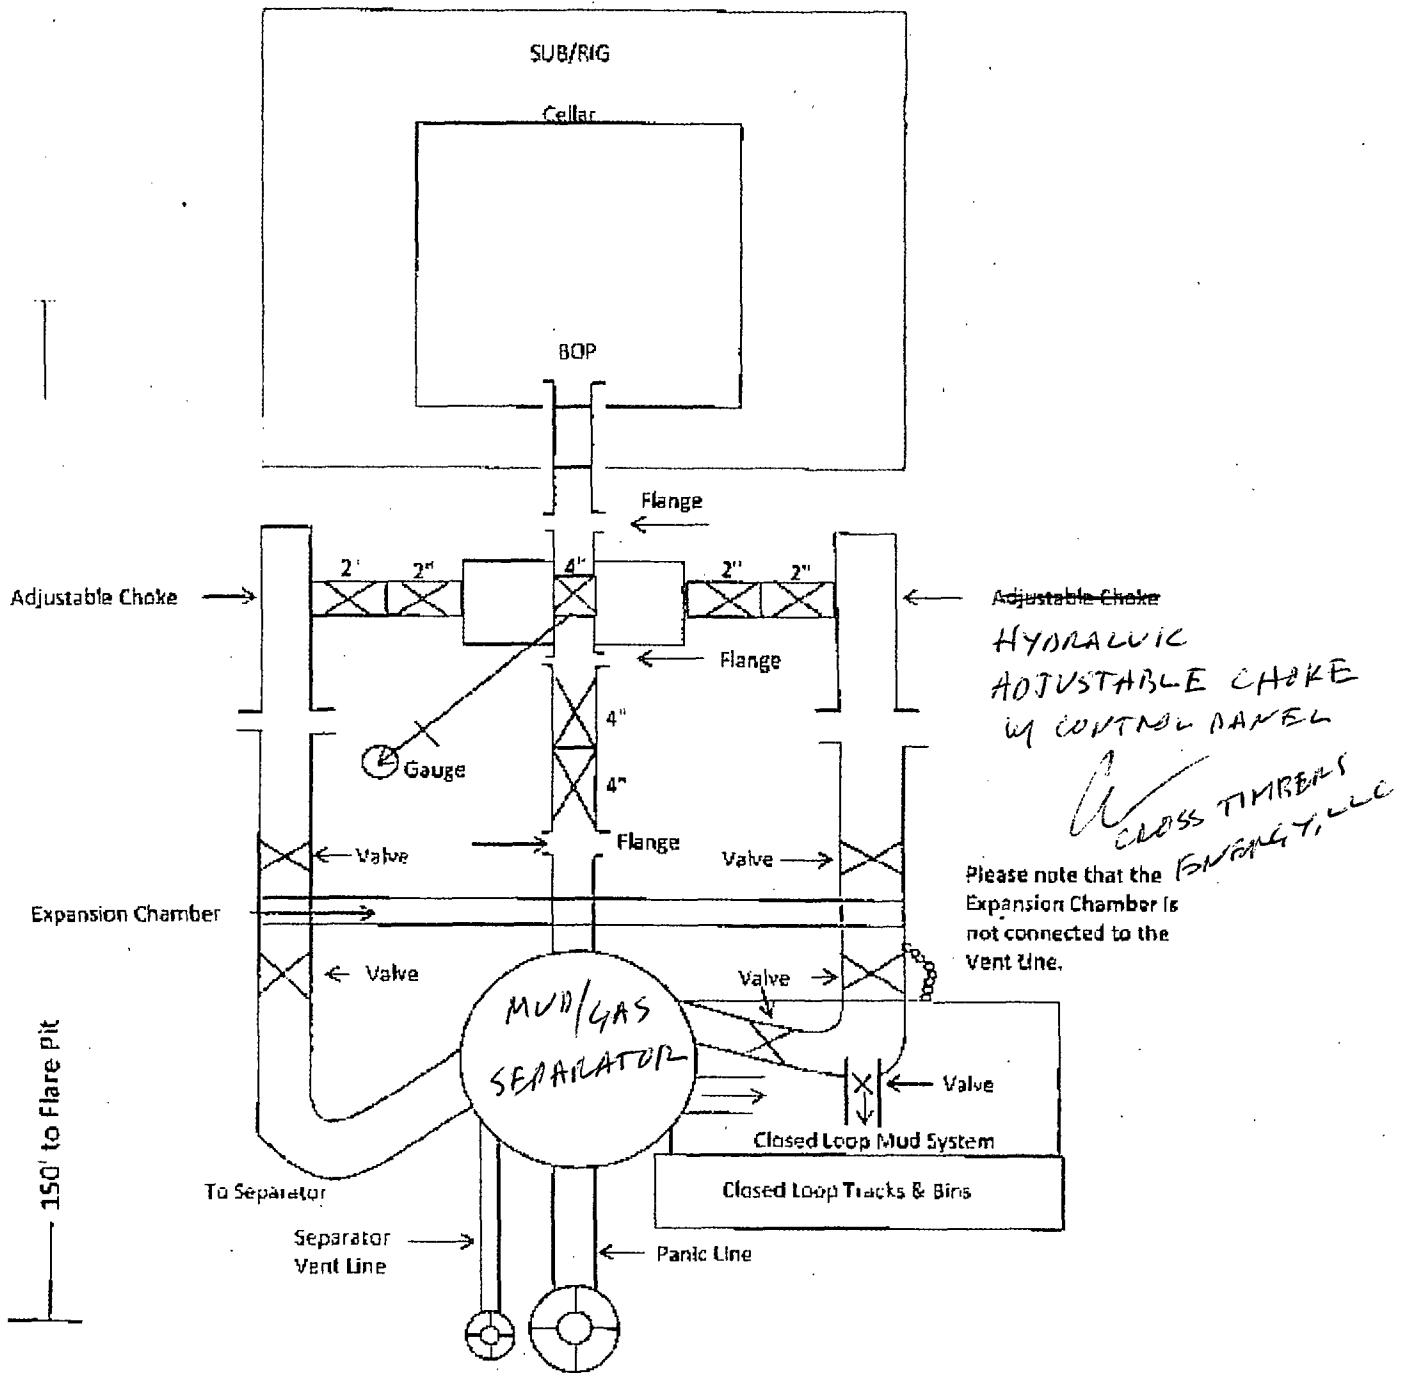 SUB/RIG
Cellar
BOP
Flange
2' 2" 4" 2" 2"
Adjustable Choke
Adjustable Choke
HYDRAULIC
ADJUSTABLE CHOKE
W/ CONTROL PANEL
CROSS TIMBERS
ENERGY, LLC
Flange
4"
Gauge
4"
Valve
Flange
Valve
Please note that the
Expansion Chamber is
not connected to the
Vent Line.
Expansion Chamber
Valve
Valve
MUD/GAS
SEPARATOR
150' to Flare Pit
Valve
Closed Loop Mud System
To Separator
Closed Loop Tracks & Bins
Separator
Vent Line
Panic Line